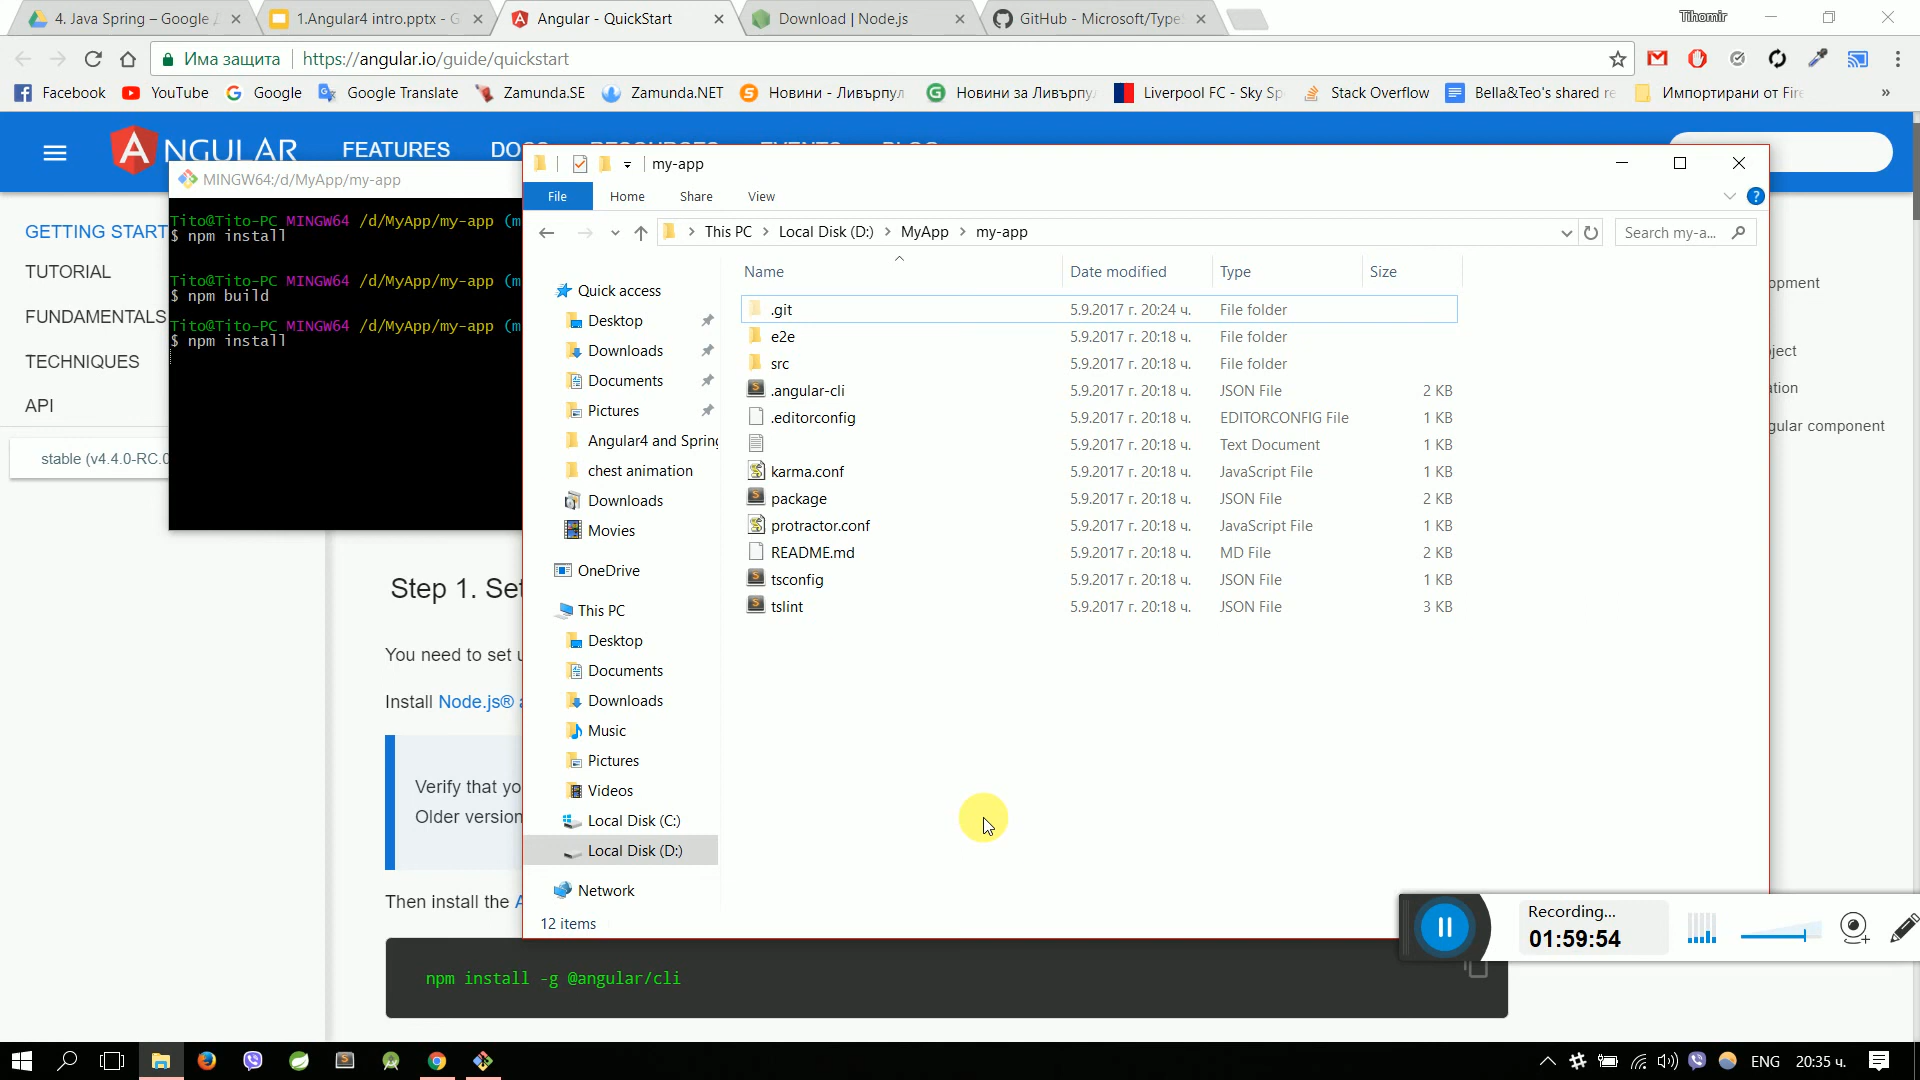 4. Java Spring – Google
1.Angular4 intro.pptx - G
Angular - QuickStart
Download | Node.js
GitHub - Microsoft/Type
Tihomir
Има защита
https://angular.io/guide/quickstart
Facebook
YouTube
Google
Google Translate
Zamunda.SE
Zamunda.NET
Новини - Ливърпул
Новини за Ливърпу
Liverpool FC - Sky Sp
Stack Overflow
Bella&Teo's shared re
Импортирани от Fire
»
ANGULAR
FEATURES
DOCS
RESOURCES
EVENTS
BLOG
GETTING START
TUTORIAL
FUNDAMENTALS
TECHNIQUES
API
stable (v4.4.0-RC.0
MINGW64:/d/MyApp/my-app
Tito@Tito-PC MINGW64 /d/MyApp/my-app (m
$ npm install
Tito@Tito-PC MINGW64 /d/MyApp/my-app (m
$ npm build
Tito@Tito-PC MINGW64 /d/MyApp/my-app (m
$ npm install
my-app
File
Home
Share
View
This PC
Local Disk (D:)
MyApp
my-app
Search my-a...
Quick access
Desktop
Downloads
Documents
Pictures
Angular4 and Spring
chest animation
Downloads
Movies
OneDrive
This PC
Desktop
Documents
Downloads
Music
Pictures
Videos
Local Disk (C:)
Local Disk (D:)
Network
12 items
Name Date modified Type Size
.git 5.9.2017 г. 20:24 ч. File folder
e2e 5.9.2017 г. 20:18 ч. File folder
src 5.9.2017 г. 20:18 ч. File folder
.angular-cli 5.9.2017 г. 20:18 ч. JSON File 2 KB
.editorconfig 5.9.2017 г. 20:18 ч. EDITORCONFIG File 1 KB
5.9.2017 г. 20:18 ч. Text Document 1 KB
karma.conf 5.9.2017 г. 20:18 ч. JavaScript File 1 KB
package 5.9.2017 г. 20:18 ч. JSON File 2 KB
protractor.conf 5.9.2017 г. 20:18 ч. JavaScript File 1 KB
README.md 5.9.2017 г. 20:18 ч. MD File 2 KB
tsconfig 5.9.2017 г. 20:18 ч. JSON File 1 KB
tslint 5.9.2017 г. 20:18 ч. JSON File 3 KB
opment
ject
ation
gular component
Step 1. Set
You need to set u
Install Node.js® a
Verify that yo
Older version
Then install the A
npm install -g @angular/cli
Recording...
01:59:54
ENG
20:35 ч.